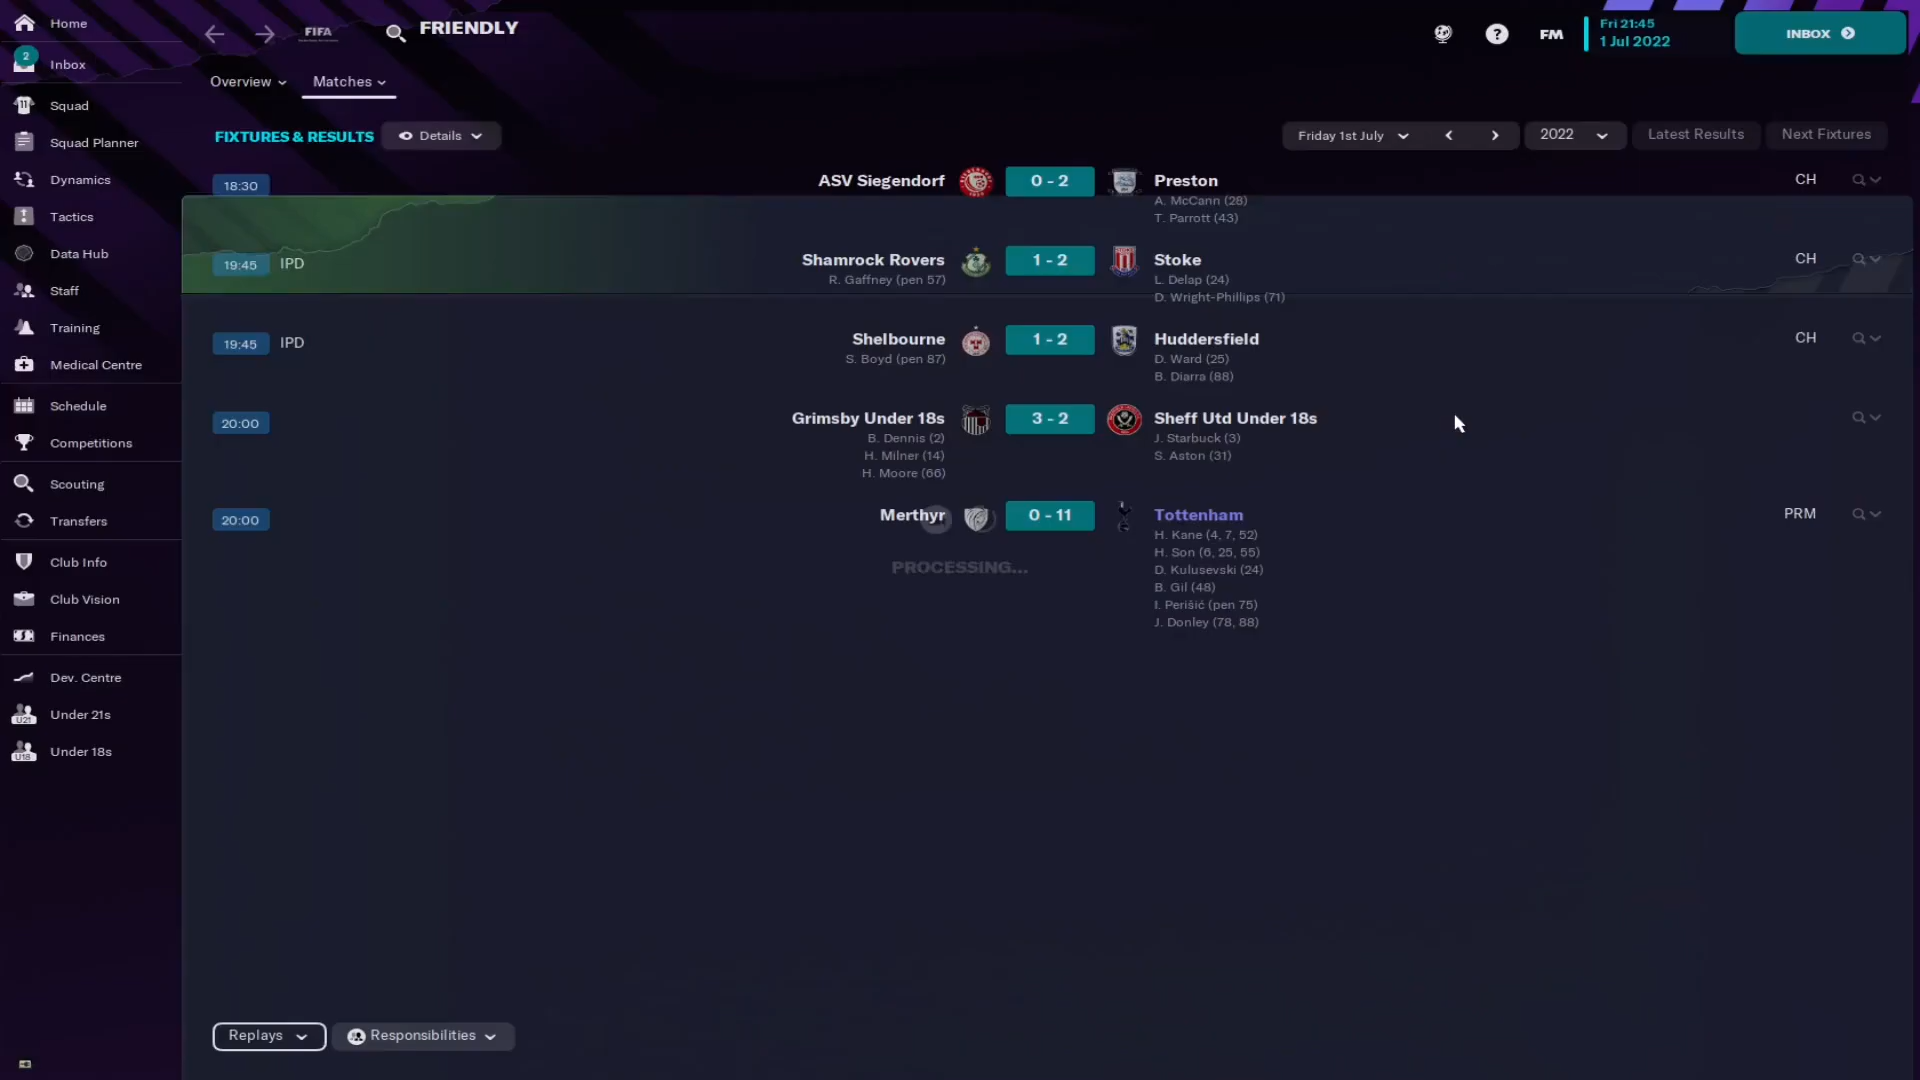 Home
FIFA
FRIENDLY
FM
Fri 21:45
1 Jul 2022
INBOX
2
Inbox
Overview
Matches
Squad
FIXTURES & RESULTS
Details
Friday 1st July
2022
Latest Results
Next Fixtures
Squad Planner
Dynamics
18:30
ASV Siegendorf
0 - 2
Preston
CH
A. McCann (28)
T. Parrott (43)
Tactics
Data Hub
19:45
IPD
Shamrock Rovers
1 - 2
Stoke
CH
R. Gaffney (pen 57)
L. Delap (24)
D. Wright-Phillips (71)
Staff
Training
19:45
IPD
Shelbourne
1 - 2
Huddersfield
CH
S. Boyd (pen 87)
D. Ward (25)
B. Diarra (88)
Medical Centre
Schedule
20:00
Grimsby Under 18s
3 - 2
Sheff Utd Under 18s
B. Dennis (2)
J. Starbuck (3)
H. Milner (14)
S. Aston (31)
H. Moore (66)
Competitions
Scouting
Transfers
20:00
Merthyr
0 - 11
Tottenham
PRM
H. Kane (4, 7, 52)
H. Son (6, 25, 55)
D. Kulusevski (24)
B. Gil (48)
I. Perišić (pen 75)
J. Donley (78, 88)
PROCESSING...
Club Info
Club Vision
Finances
Dev. Centre
U21
Under 21s
U18
Under 18s
Replays
Responsibilities